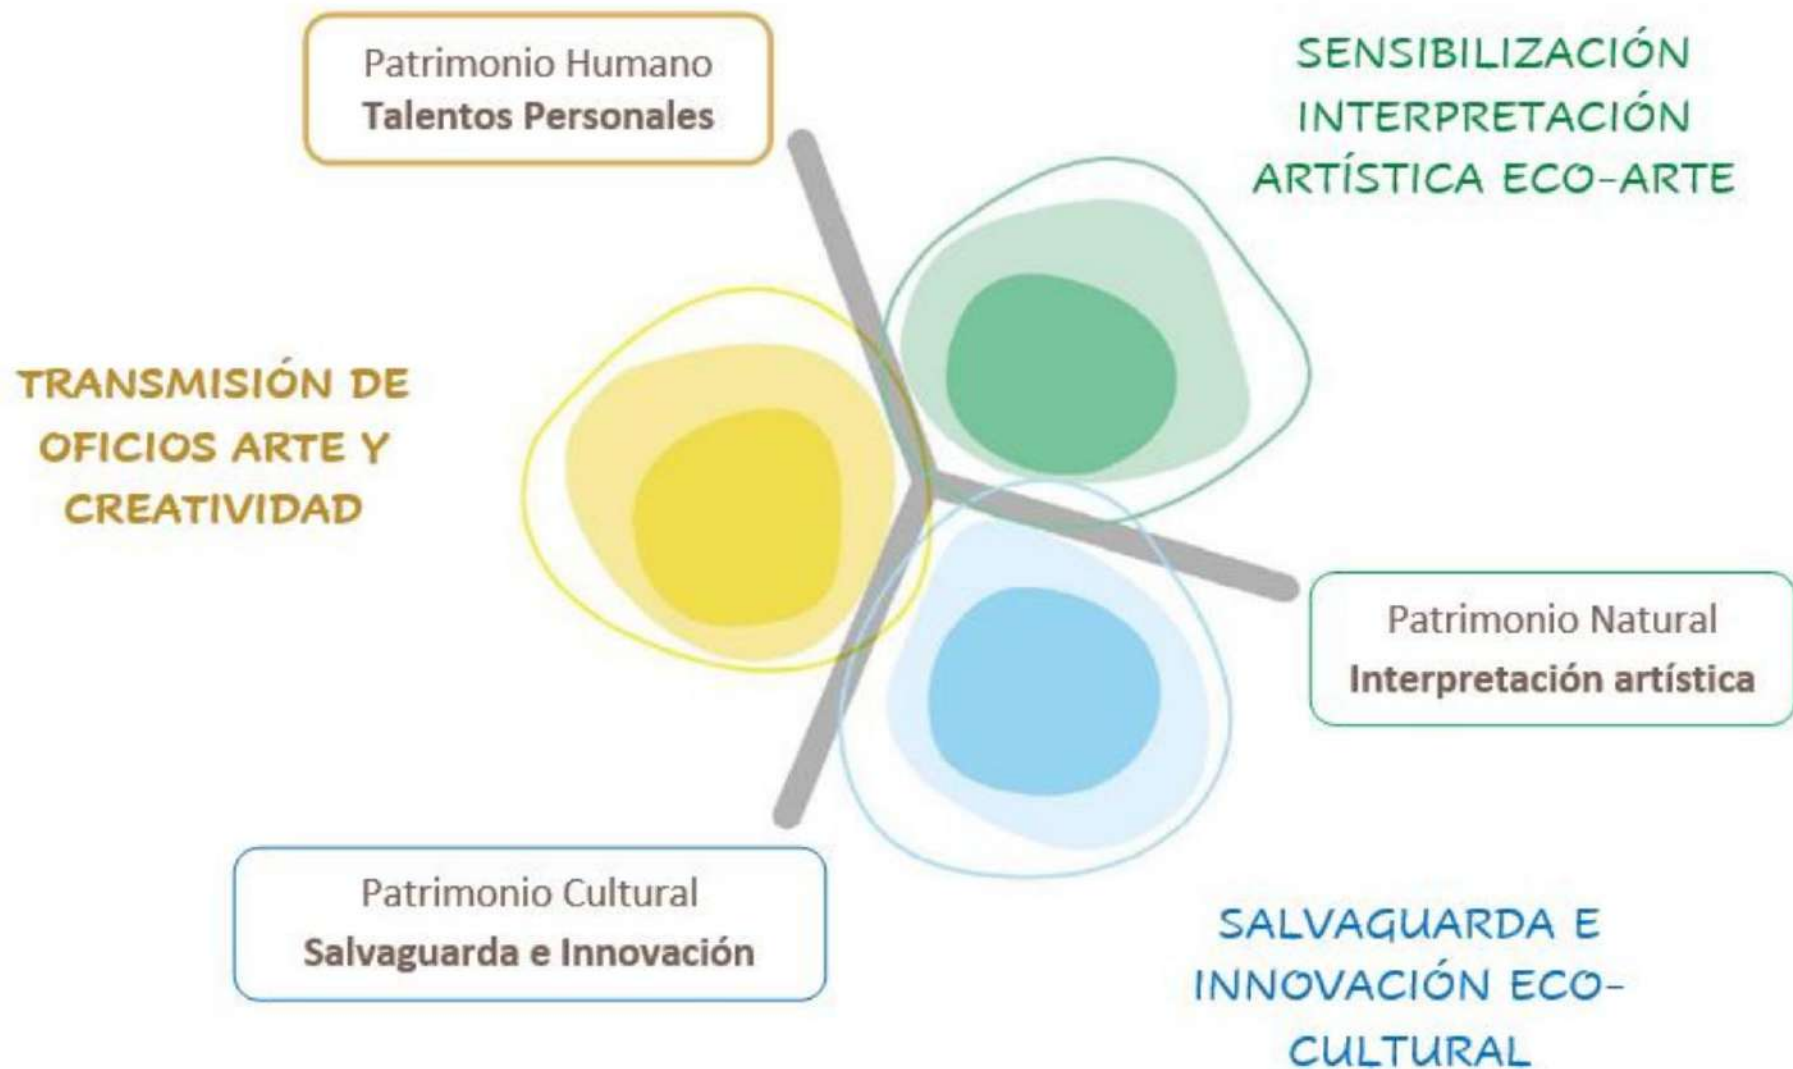 Patrimonio Humano
Talentos Personales
SENSIBILIZACIÓN
INTERPRETACIÓN
ARTÍSTICA ECO-ARTE
TRANSMISIÓN DE
OFICIOS ARTE Y
CREATIVIDAD
Patrimonio Natural
Interpretación artística
Patrimonio Cultural
Salvaguarda e Innovación
SALVAGUARDA E
INNOVACIÓN ECO-
CULTURAL